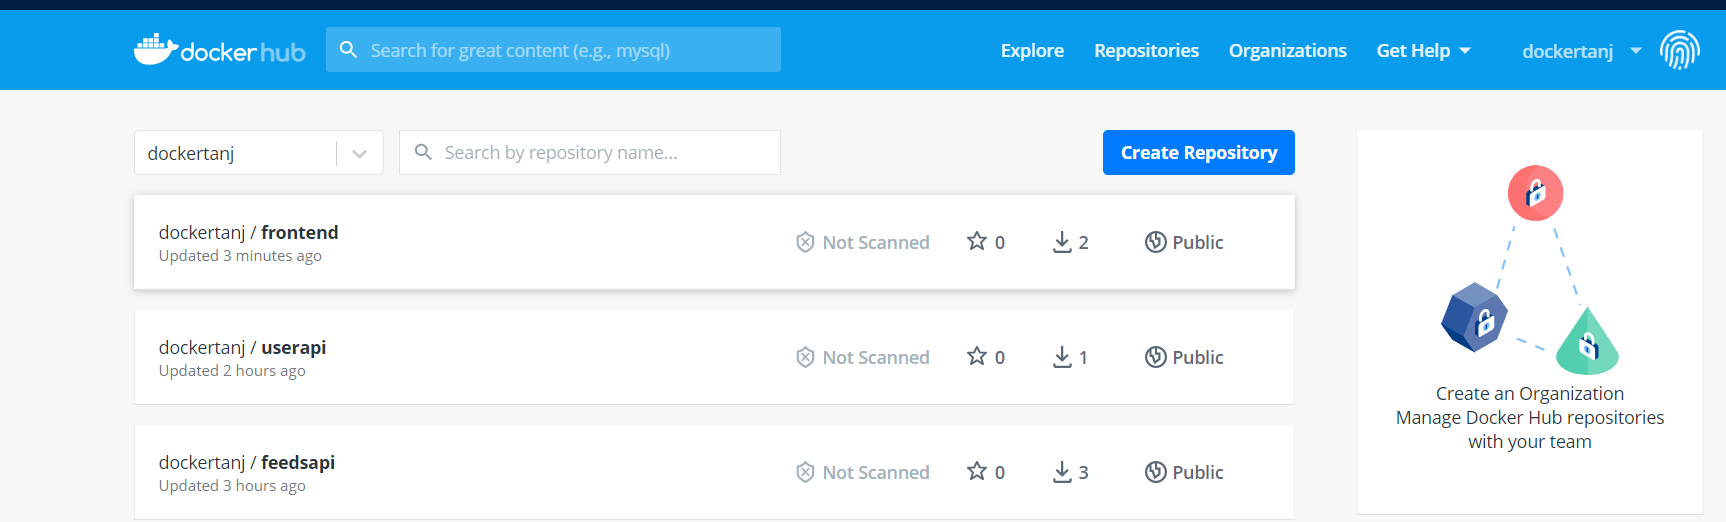 docker hub
Search for great content (e.g., mysql)
Explore
Repositories
Organizations
Get Help
dockertanj
dockertanj
Search by repository name...
Create Repository
dockertanj / frontend
Updated 3 minutes ago
Not Scanned
0
2
Public
dockertanj / userapi
Updated 2 hours ago
Not Scanned
0
1
Public
dockertanj / feedsapi
Updated 3 hours ago
Not Scanned
0
3
Public
Create an Organization
Manage Docker Hub repositories
with your team